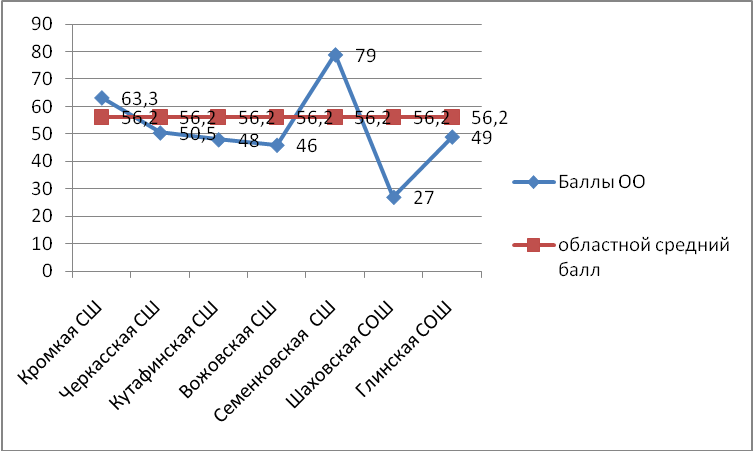 90
80
70
60
50
40
30
20
10
0
79
63,3
56,2 56,2 56,2 56,2 56,2 56,2 56,2
50,5 48 46 49
27
Кромкая СШ
Черкасская СШ
Кутафинская СШ
Вожовская СШ
Семенковская СШ
Шаховская СОШ
Глинская СОШ
Баллы ОО
областной средний
балл